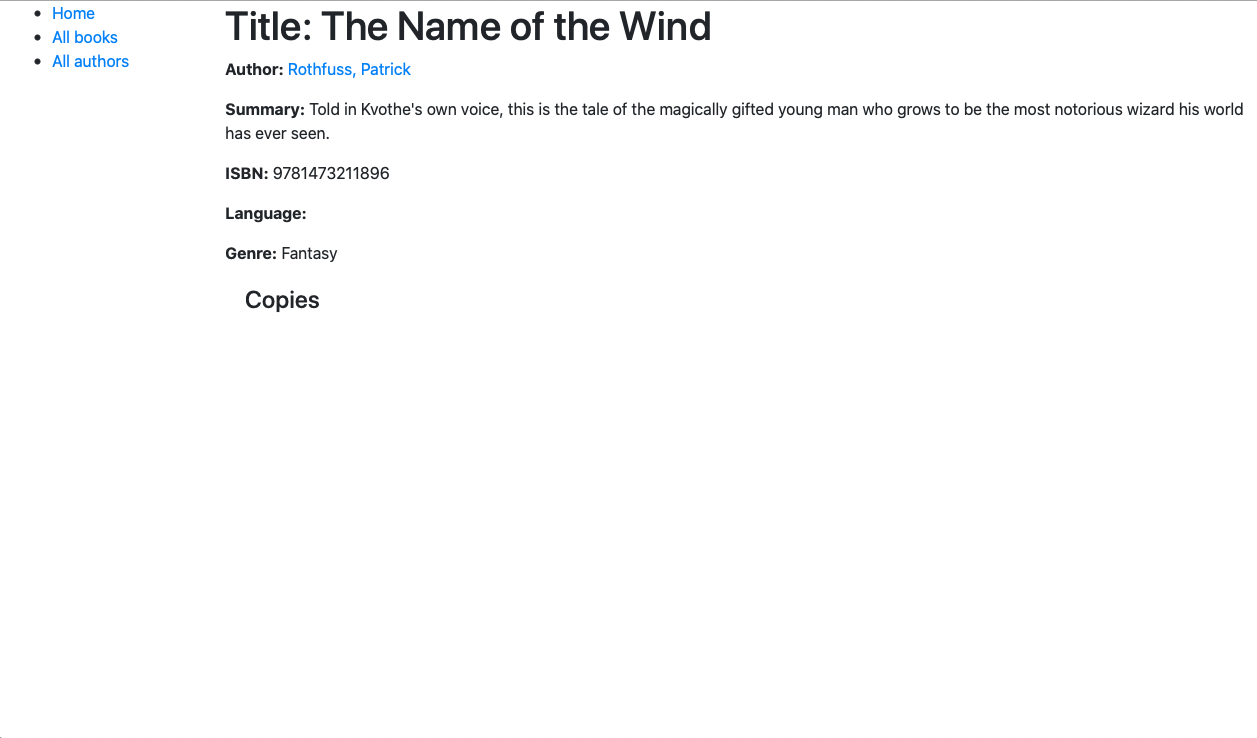 Home
All books
All authors
Title: The Name of the Wind
Author: Rothfuss, Patrick
Summary: Told in Kvothe's own voice, this is the tale of the magically gifted young man who grows to be the most notorious wizard his world
has ever seen.
ISBN: 9781473211896
Language:
Genre: Fantasy
Copies